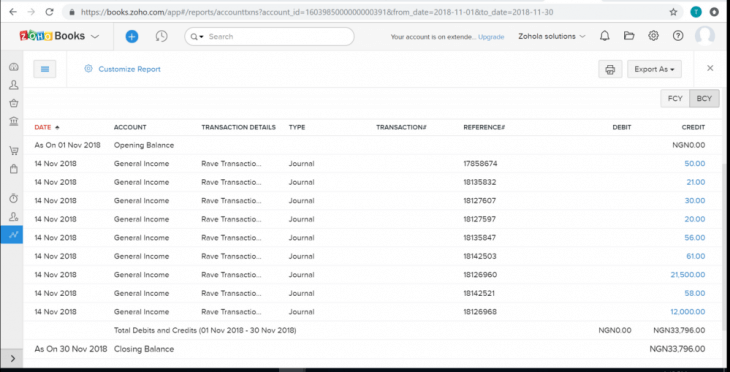 https://books.zoho.com/app#/reports/accounttxns?account_id=1603985000000000391&from_date=2018-11-01&to_date=2018-11-30
T
ZOHO Books
Search
Your account is on extende... Upgrade
Zohola solutions
Customize Report
Export As
FCY BCY
DATE ACCOUNT TRANSACTION DETAILS TYPE TRANSACTION# REFERENCE# DEBIT CREDIT
As On 01 Nov 2018 Opening Balance NGN0.00
14 Nov 2018 General Income Rave Transactio... Journal 17858674 50.00
14 Nov 2018 General Income Rave Transactio... Journal 18135832 21.00
14 Nov 2018 General Income Rave Transactio... Journal 18127607 30.00
14 Nov 2018 General Income Rave Transactio... Journal 18127597 20.00
14 Nov 2018 General Income Rave Transactio... Journal 18135847 56.00
14 Nov 2018 General Income Rave Transactio... Journal 18142503 61.00
14 Nov 2018 General Income Rave Transactio... Journal 18126960 21,500.00
14 Nov 2018 General Income Rave Transactio... Journal 18142521 58.00
14 Nov 2018 General Income Rave Transactio... Journal 18126968 12,000.00
Total Debits and Credits (01 Nov 2018 - 30 Nov 2018) NGN0.00 NGN33,796.00
As On 30 Nov 2018 Closing Balance NGN33,796.00